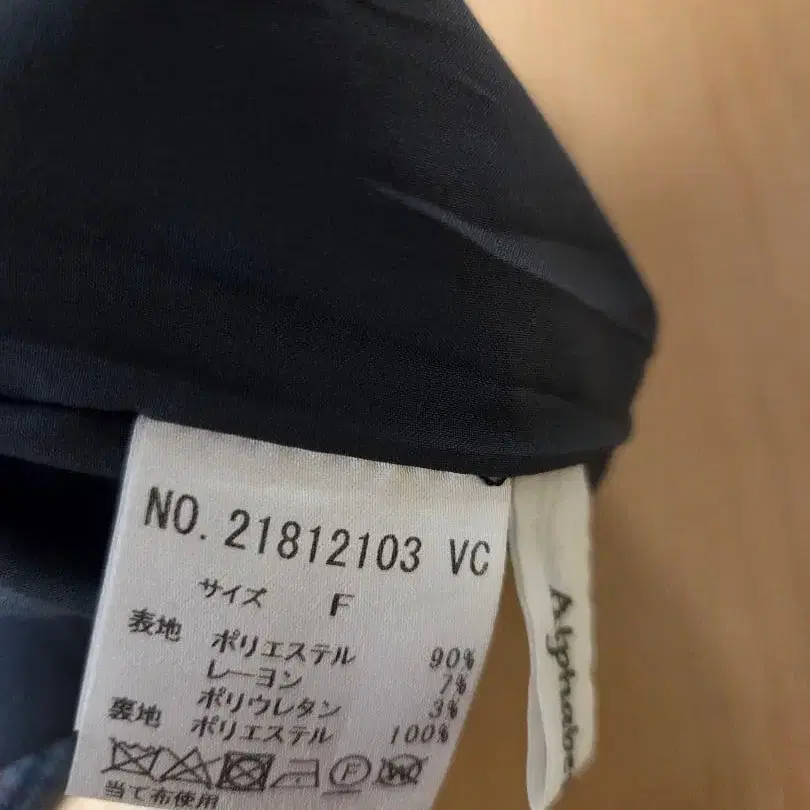 NO. 21812103 VC
サイズ F
表地 ポリエステル 90%
レーヨン 7%
ポリウレタン 3%
裏地 ポリエステル 100%
F
W
当て布使用
Alphabe